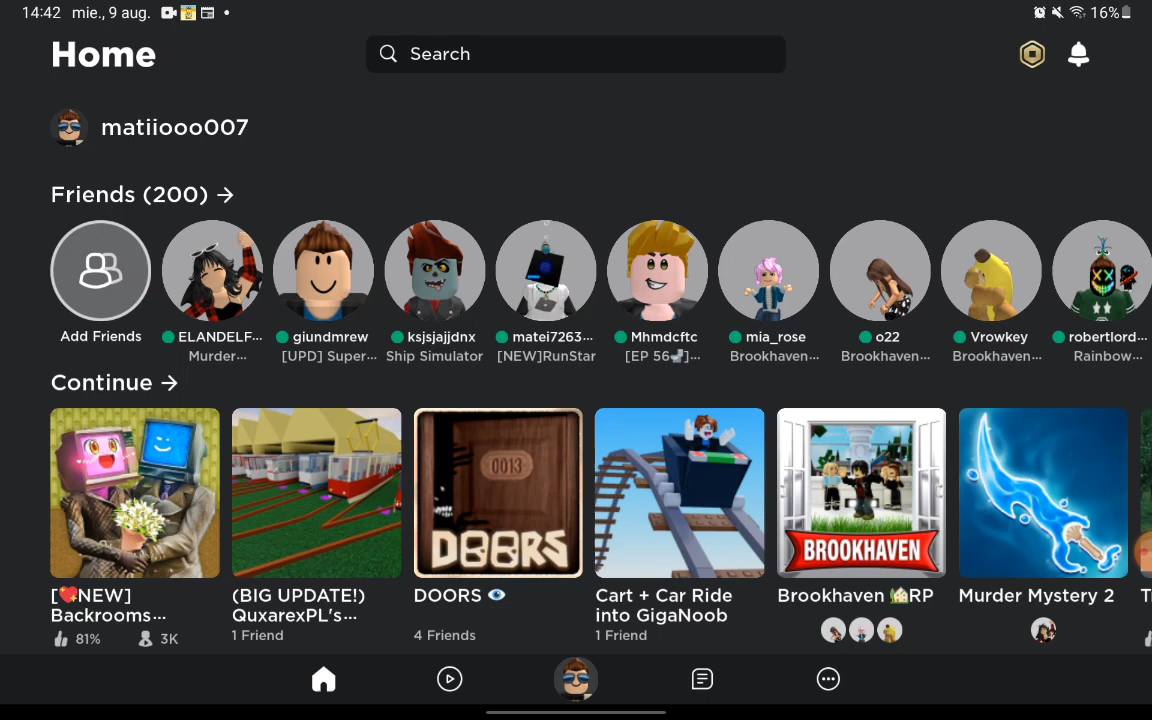 14:42 mie., 9 aug. 16%
Home
Search
matiiooo007
Friends (200) →
Add Friends
ELANDELF...
Murder...
giundmrew
[UPD] Super...
ksjsjajjdnx
Ship Simulator
matei7263...
[NEW]RunStar
Mhmdcftc
[EP 56🚽]...
mia_rose
Brookhaven...
o22
Brookhaven...
Vrowkey
Brookhaven...
robertlord...
Rainbow...
Continue →
0013
DOORS
BROOKHAVEN
[💖NEW]
Backrooms...
81% 3K
(BIG UPDATE!)
QuxarexPL's...
1 Friend
DOORS 👁️
4 Friends
Cart + Car Ride
into GigaNoob
1 Friend
Brookhaven 🏡RP
Murder Mystery 2
T